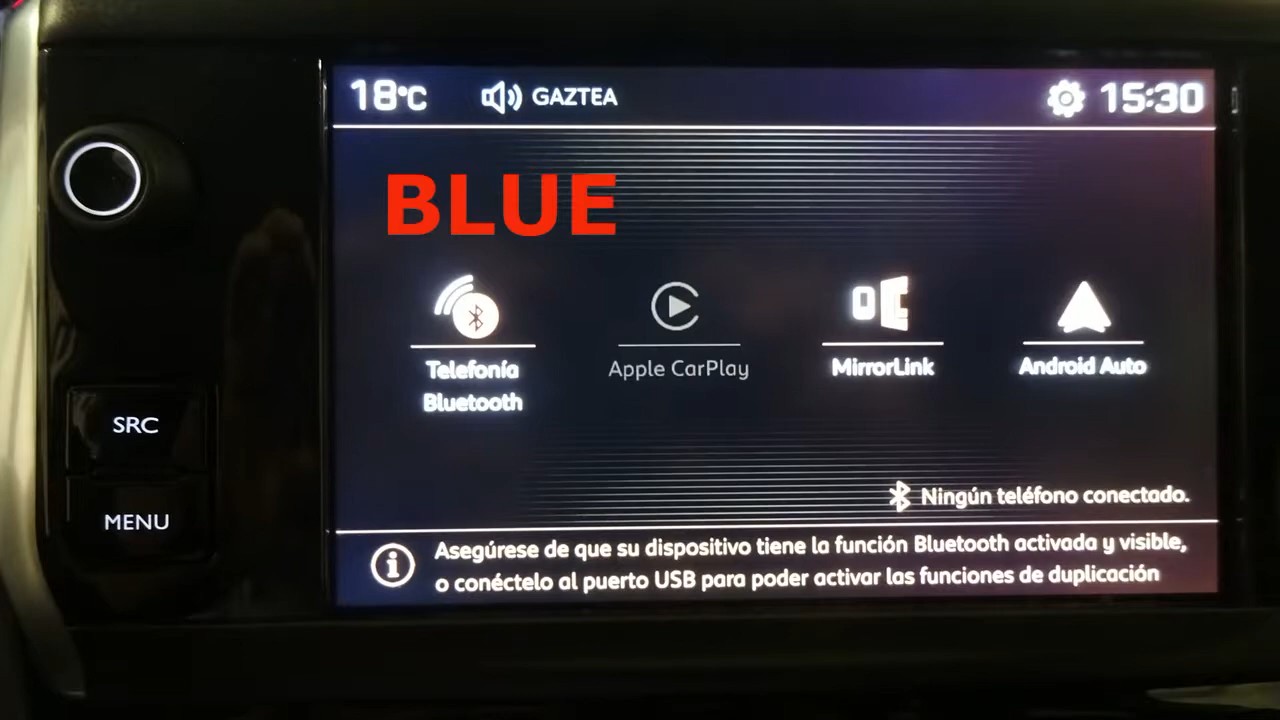 18°C GAZTEA 15:30
BLUE
Telefonía
Bluetooth
Apple CarPlay
MirrorLink
Android Auto
SRC
MENU
Ningún teléfono conectado.
Asegúrese de que su dispositivo tiene la función Bluetooth activada y visible,
o conéctelo al puerto USB para poder activar las funciones de duplicación